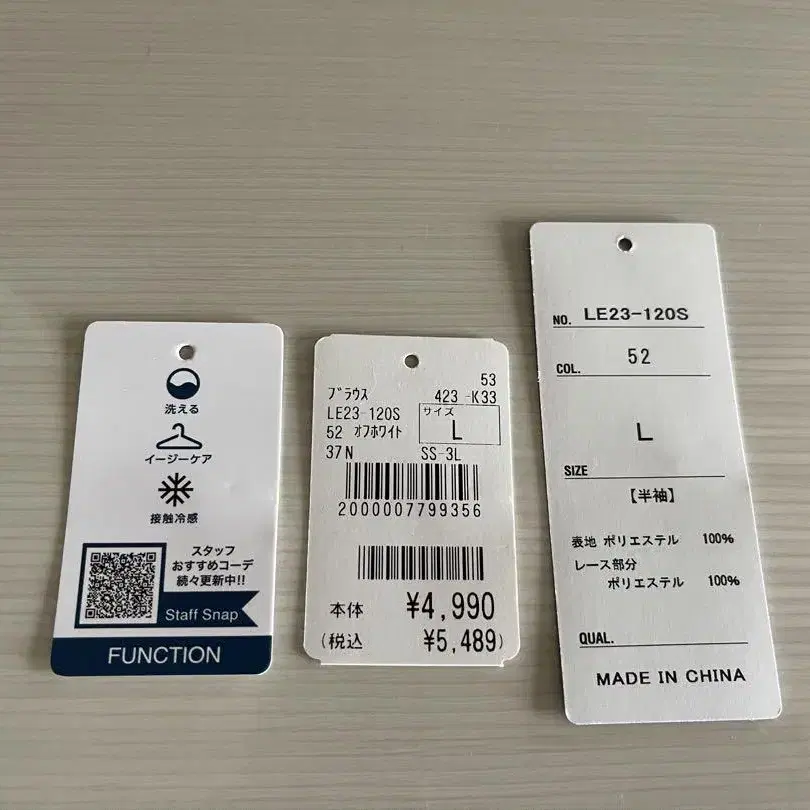 洗える
イージーケア
接触冷感
スタッフ
おすすめコーデ
続々更新中!!
Staff Snap
FUNCTION
53
ブラウス 423 -K33
LE23-120S サイズ
52 オフホワイト L
37N SS-3L
2000007799356
本体 ¥4,990
(税込 ¥5,489)
NO. LE23-120S
COL. 52
L
SIZE
【半袖】
表地 ポリエステル 100%
レース部分
ポリエステル 100%
QUAL.
MADE IN CHINA